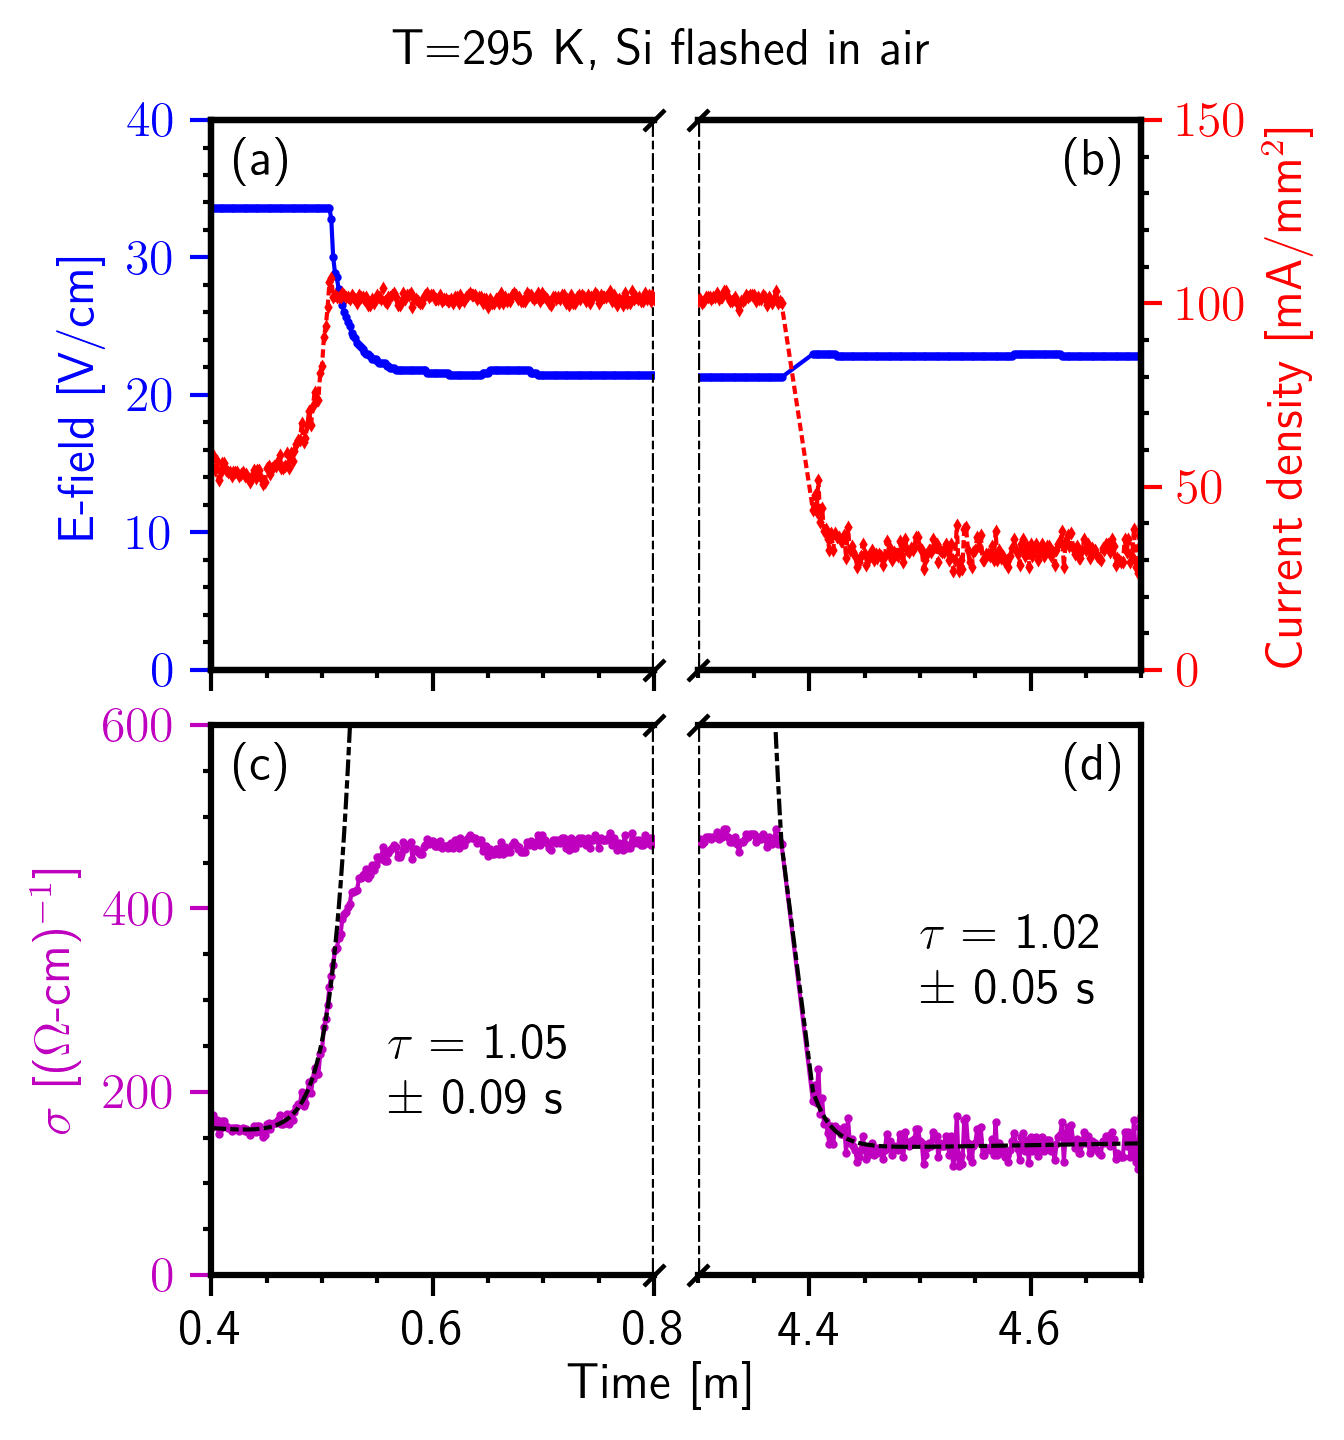 T=295 K, Si flashed in air
(a)
(b)
40
30
20
10
0
E-field [V/cm]
150
100
50
0
Current density [mA/mm²]
(c)
(d)
600
400
200
0
σ [(Ω-cm)⁻¹]
τ = 1.05
± 0.09 s
τ = 1.02
± 0.05 s
0.4 0.6 0.8 4.4 4.6
Time [m]